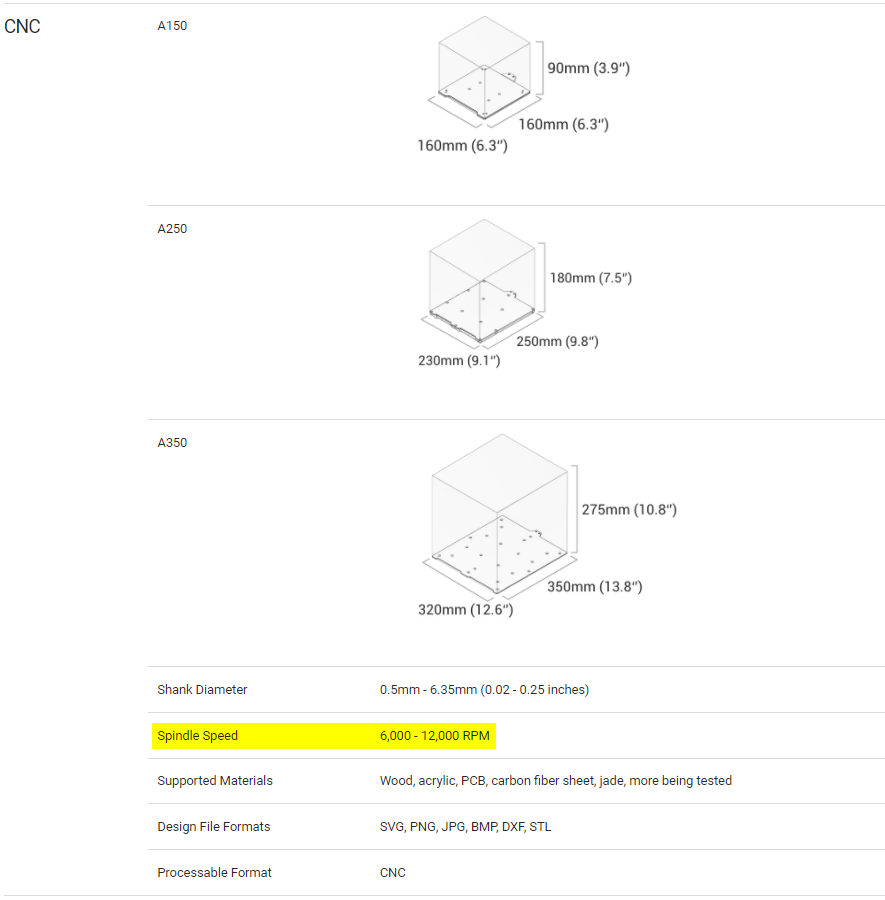 CNC
A150
90mm (3.9″)
160mm (6.3″)
160mm (6.3″)
A250
180mm (7.5″)
250mm (9.8″)
230mm (9.1″)
A350
275mm (10.8″)
350mm (13.8″)
320mm (12.6″)
Shank Diameter 0.5mm - 6.35mm (0.02 - 0.25 inches)
Spindle Speed 6,000 - 12,000 RPM
Supported Materials Wood, acrylic, PCB, carbon fiber sheet, jade, more being tested
Design File Formats SVG, PNG, JPG, BMP, DXF, STL
Processable Format CNC